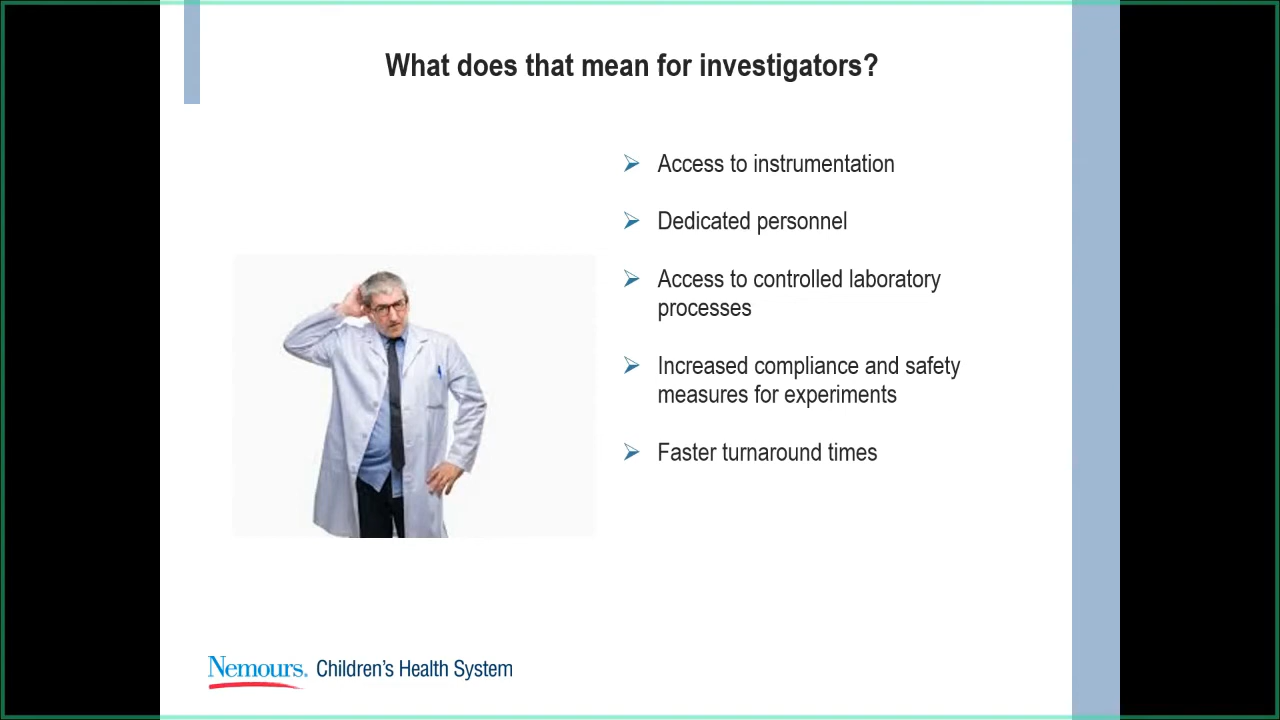 What does that mean for investigators?
Access to instrumentation
Dedicated personnel
Access to controlled laboratory
processes
Increased compliance and safety
measures for experiments
Faster turnaround times
Nemours. Children's Health System